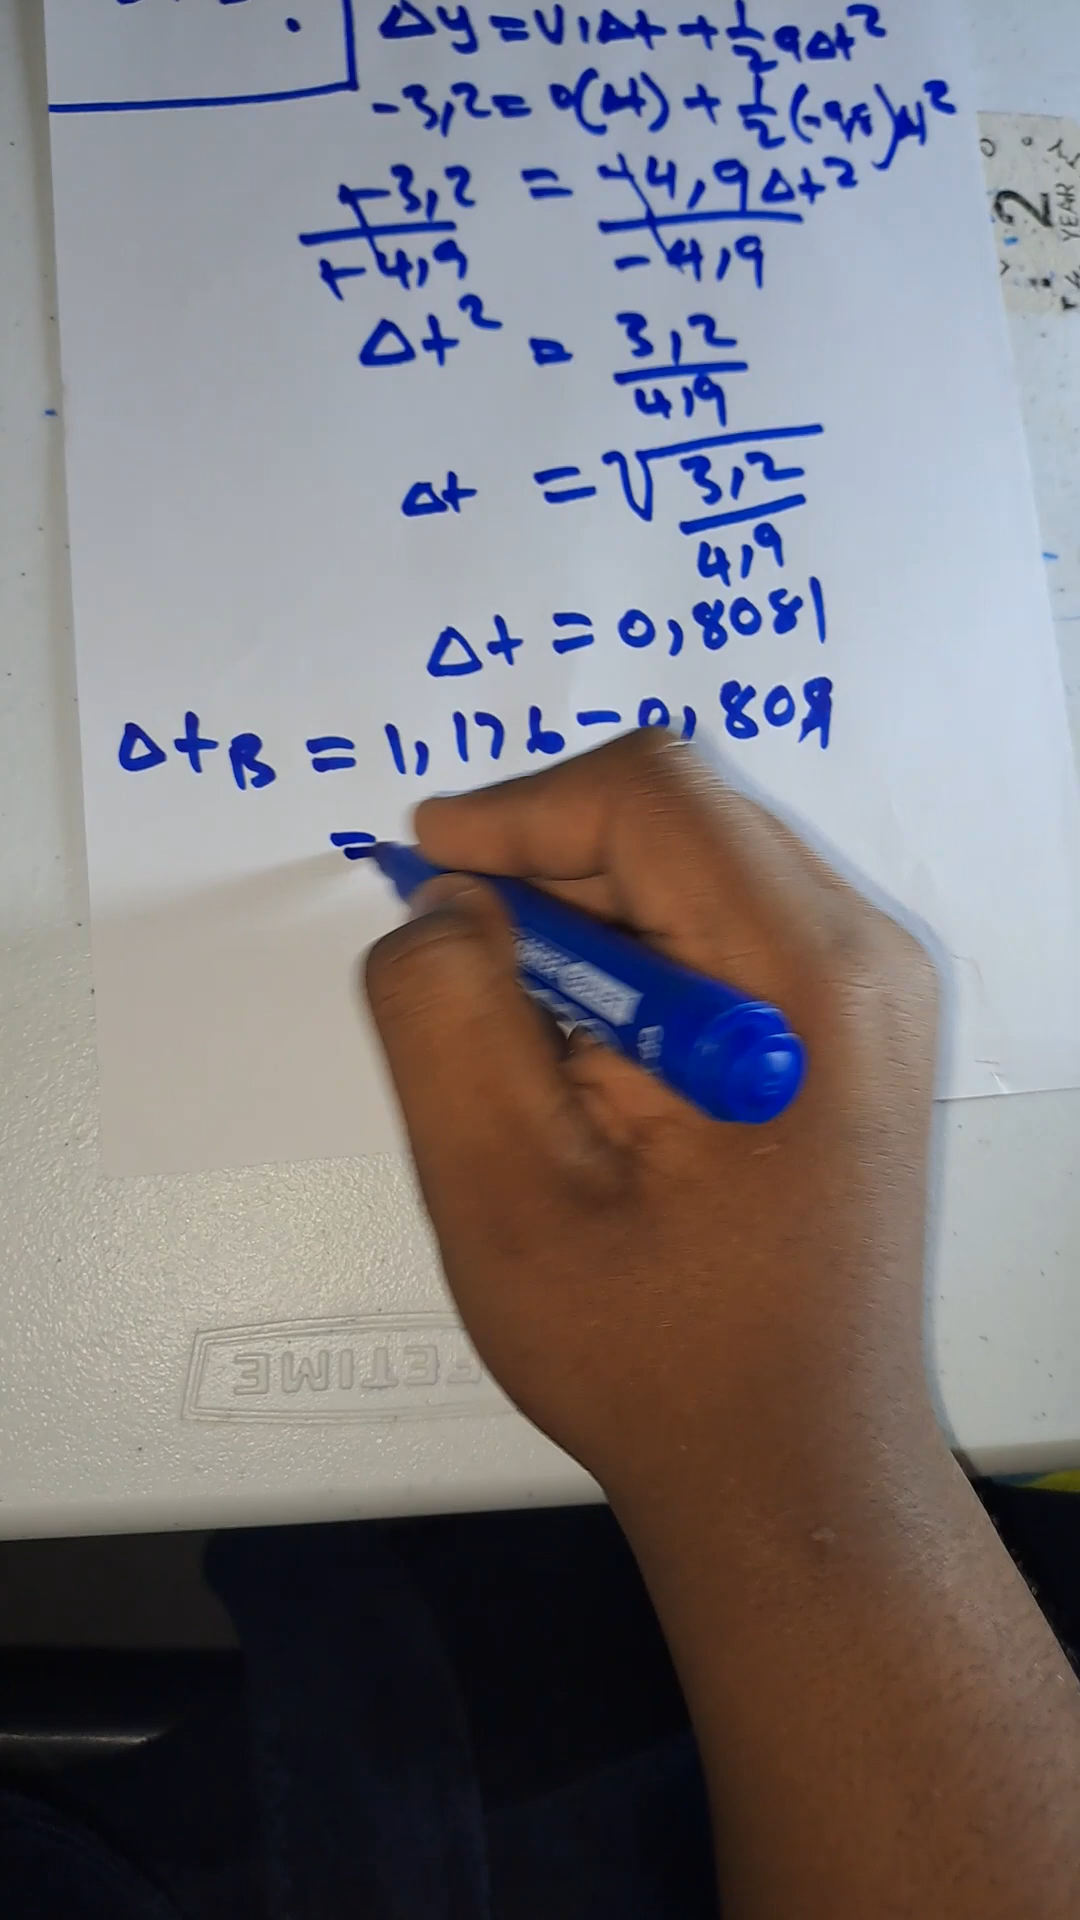 Δy = V₁Δt + ½aΔt²
-3,2 = 0(Δt) + ½(-9,8)Δt²
-3,2/-4,9 = -4,9Δt²/-4,9
Δt² = 3,2/4,9
Δt = √(3,2/4,9)
Δt = 0,8081
ΔtB = 1,176 - 0,808
=
2
YEAR